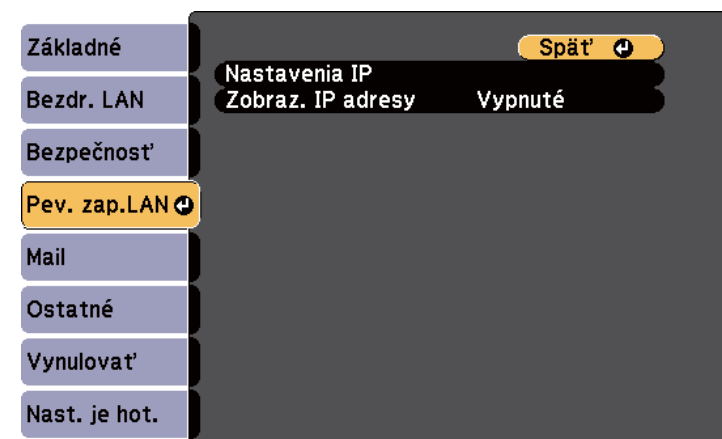 Základné
Bezdr. LAN
Bezpečnosť
Pev. zap.LAN
Mail
Ostatné
Vynulovať
Nast. je hot.
Späť
Nastavenia IP
Zobraz. IP adresy Vypnuté